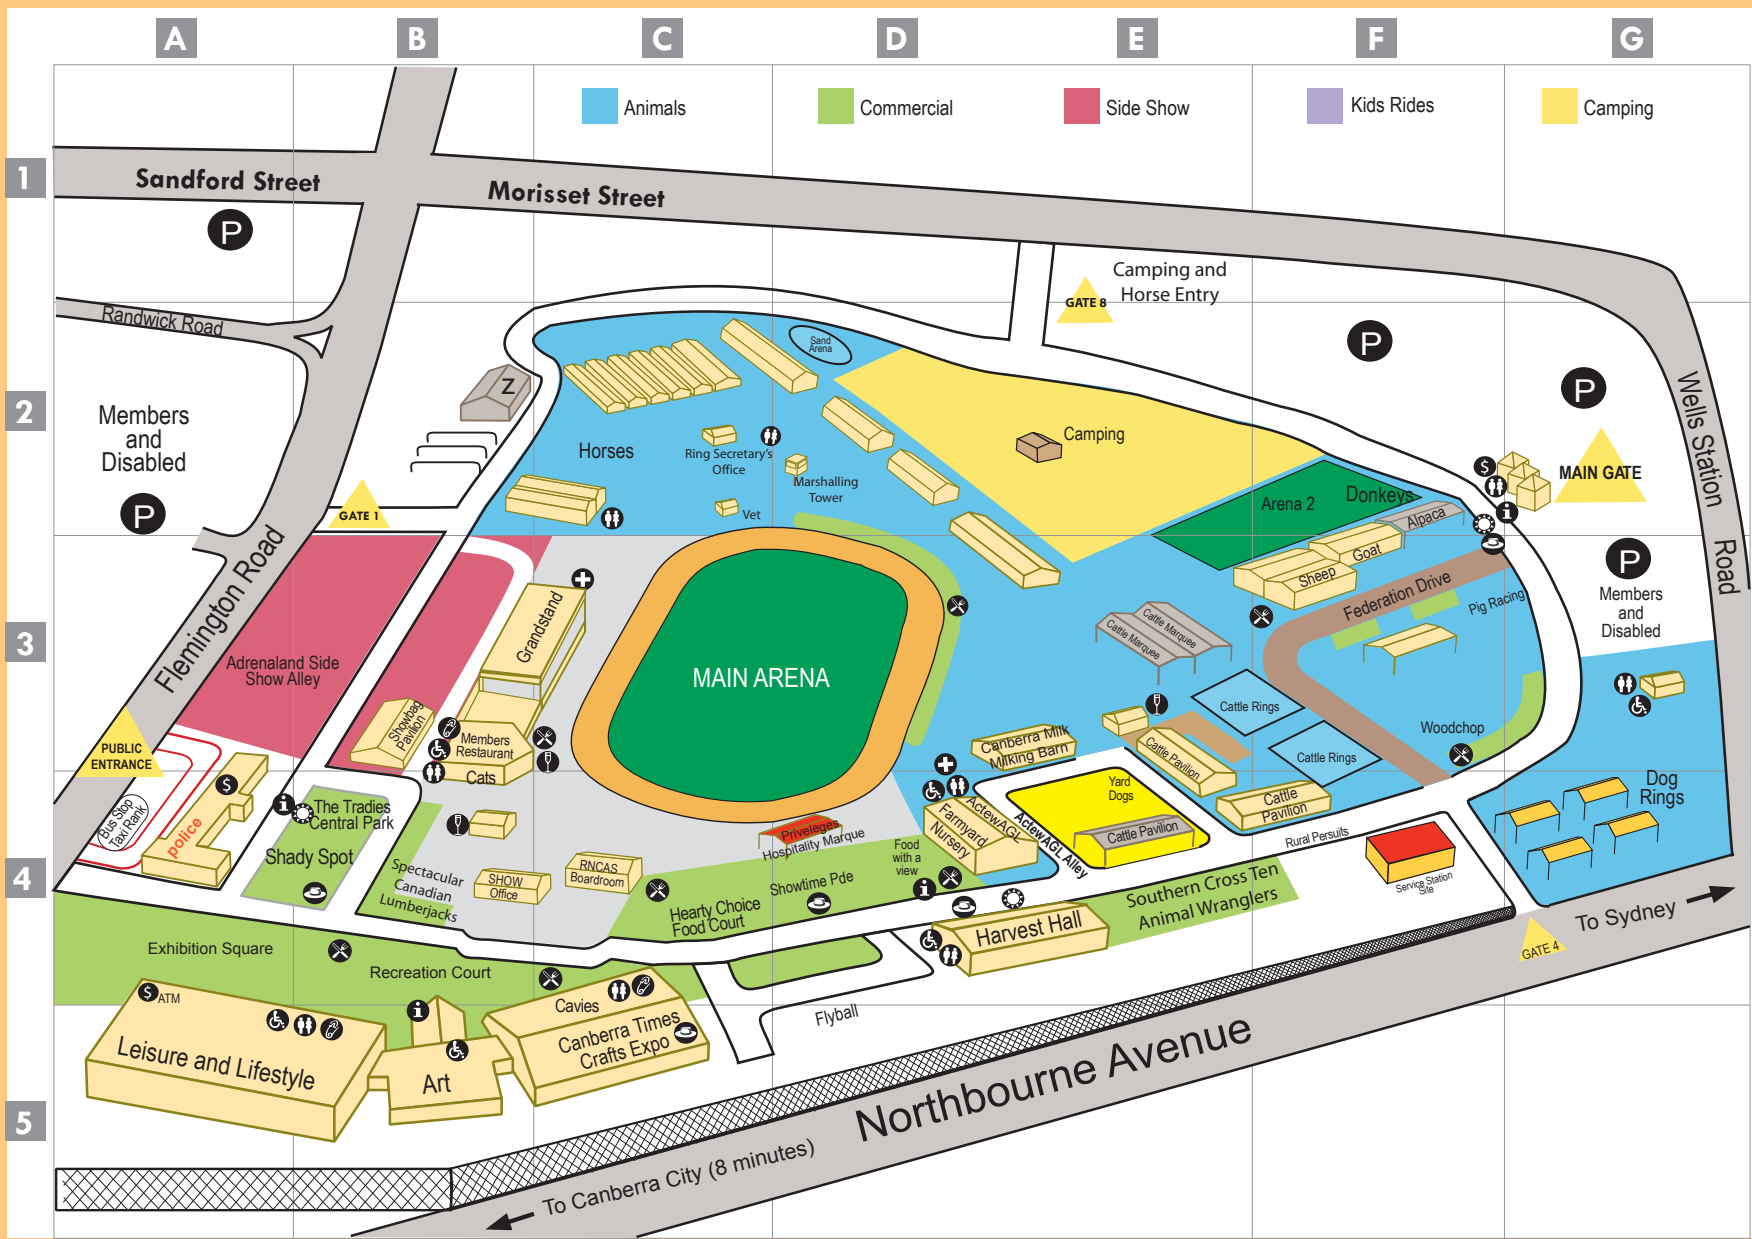 A
B
C
D
E
F
G
Animals
Commercial
Side Show
Kids Rides
Camping
1
Sandford Street
Morisset Street
P
Camping and
Horse Entry
GATE 8
Randwick Road
P
P
2
Members
and
Disabled
P
Z
Sand
Arena
Horses
Ring Secretary's
Office
Marshalling
Tower
Vet
Camping
Wells Station
Road
MAIN GATE
$
i
GATE 1
Arena 2
Donkeys
Alpaca
Goat
Sheep
Flemington Road
3
Grandstand
MAIN ARENA
Adrenaland Side
Show Alley
Showbag
Pavilion
Members
Restaurant
Cats
Federation Drive
Pig Racing
P
Members
and
Disabled
Cattle Marquee
Cattle Marquee
Cattle Rings
Cattle Rings
Woodchop
Canberra Milk
Milking Barn
Cattle Pavilion
Cattle
Pavilion
PUBLIC
ENTRANCE
Bus Stop
Taxi Rank
$
police
i
The Tradies
Central Park
Shady Spot
4
Spectacular
Canadian
Lumberjacks
SHOW
Office
RNCAS
Boardroom
Priveleges
Hospitality Marque
Food
with a
view
i
ActewAGL
Farmyard
Nursery
ActewAGL Alley
Yard
Dogs
Cattle Pavilion
Rural Persuits
Service Station
Site
Dog
Rings
Showtime Pde
Hearty Choice
Food Court
Southern Cross Ten
Animal Wranglers
Harvest Hall
To Sydney
GATE 4
Exhibition Square
Recreation Court
$
ATM
i
Leisure and Lifestyle
Art
Cavies
Canberra Times
Crafts Expo
Flyball
5
Northbourne Avenue
To Canberra City (8 minutes)